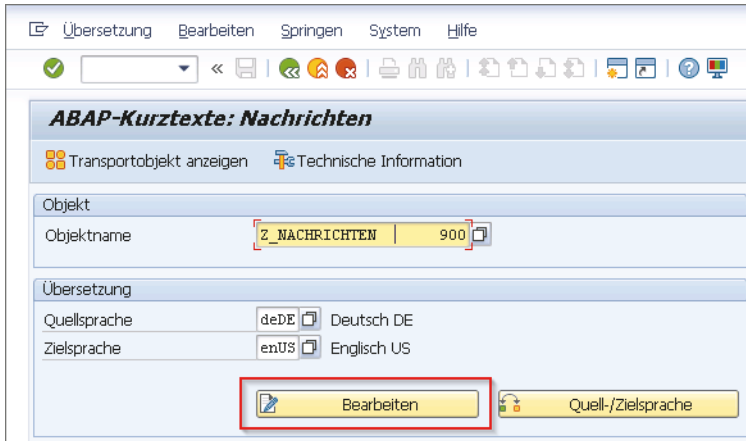 Übersetzung Bearbeiten Springen System Hilfe
ABAP-Kurztexte: Nachrichten
Transportobjekt anzeigen Technische Information
Objekt
Objektname Z_NACHRICHTEN 900
Übersetzung
Quellsprache deDE Deutsch DE
Zielsprache enUS Englisch US
Bearbeiten Quell-/Zielsprache